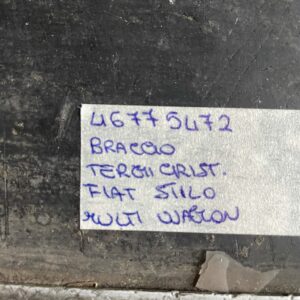 46775472
BRACCIO
TERGICRIST.
FIAT STILO
MULTI WAGON